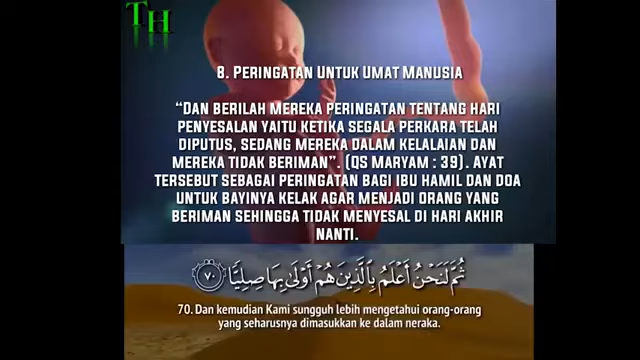 TH
8. Peringatan Untuk Umat Manusia
“Dan berilah mereka peringatan tentang hari
penyesalan yaitu ketika segala perkara telah
diputus, sedang mereka dalam kelalaian dan
mereka tidak beriman”. (QS Maryam : 39). Ayat
tersebut sebagai peringatan bagi ibu hamil dan doa
untuk bayinya kelak agar menjadi orang yang
beriman sehingga tidak menyesal di hari akhir
nanti.
ثُمَّ لَنَحْنُ أَعْلَمُ بِالَّذِينَ هُمْ أَوْلَىٰ بِهَا صِلِيًّا ٧٠
70. Dan kemudian Kami sungguh lebih mengetahui orang-orang
yang seharusnya dimasukkan ke dalam neraka.